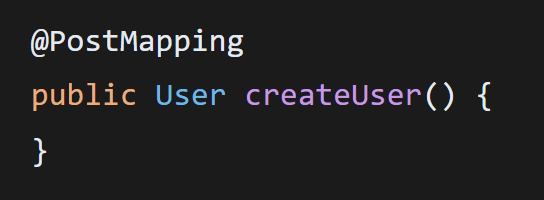 @PostMapping
public User createUser() {
}